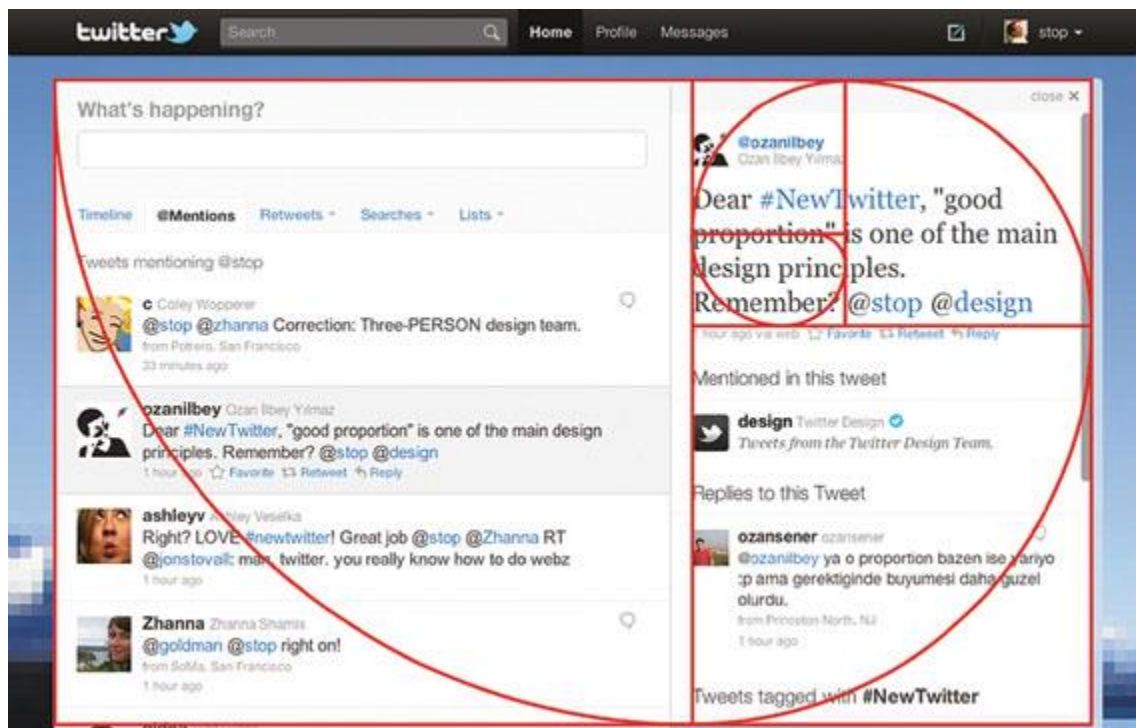 twitter
Search
Home
Profile
Messages
stop
What's happening?
Timeline
@Mentions
Retweets
Searches
Lists
Tweets mentioning @stop
c Coley Wopperer
@stop @zhanna Correction: Three-PERSON design team.
from Potrero, San Francisco
33 minutes ago
ozanilbey Ozan Ilbey Yilmaz
Dear #NewTwitter, "good proportion" is one of the main design
principles. Remember? @stop @design
1 hour ago Favorite Retweet Reply
ashleyv Ashley Veselka
Right? LOVE #newtwitter! Great job @stop @Zhanna RT
@jonstovall: man, twitter. you really know how to do webz
1 hour ago
Zhanna Zhanna Shamis
@goldman @stop right on!
from SoMa, San Francisco
1 hour ago
close X
@ozanilbey
Ozan Ilbey Yilmaz
Dear #NewTwitter, "good
proportion" is one of the main
design principles.
Remember? @stop @design
1 hour ago via web Favorite Retweet Reply
Mentioned in this tweet
design Twitter Design
Tweets from the Twitter Design Team.
Replies to this Tweet
ozansener ozansener
@ozanilbey ya o proportion bazen ise yariyo
:p ama gerektiginde buyumesi daha guzel
olurdu.
from Princeton North, NJ
1 hour ago
Tweets tagged with #NewTwitter